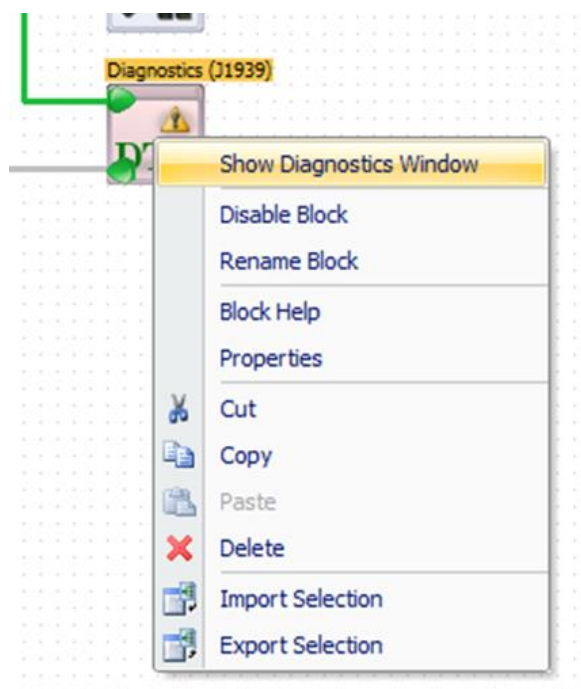 Diagnostics (J1939)
Show Diagnostics Window
Disable Block
Rename Block
Block Help
Properties
Cut
Copy
Paste
Delete
Import Selection
Export Selection